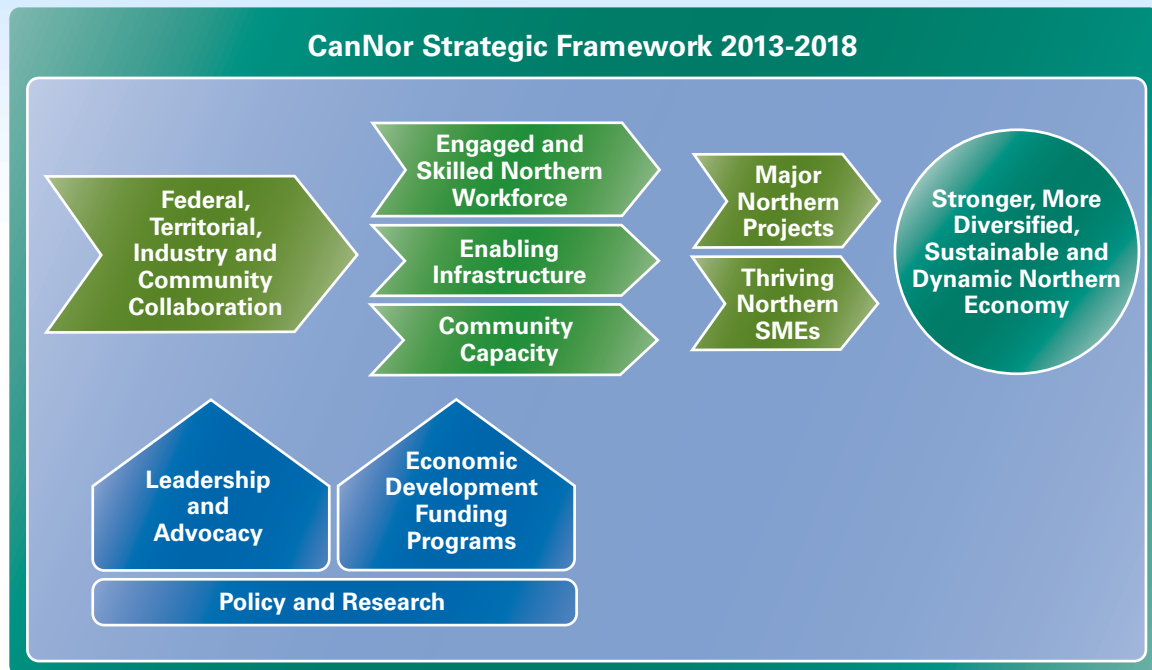 CanNor Strategic Framework 2013-2018
Federal,
Territorial,
Industry and
Community
Collaboration
Engaged and
Skilled Northern
Workforce
Enabling
Infrastructure
Community
Capacity
Major
Northern
Projects
Thriving
Northern
SMEs
Stronger, More
Diversified,
Sustainable and
Dynamic Northern
Economy
Leadership
and
Advocacy
Economic
Development
Funding
Programs
Policy and Research